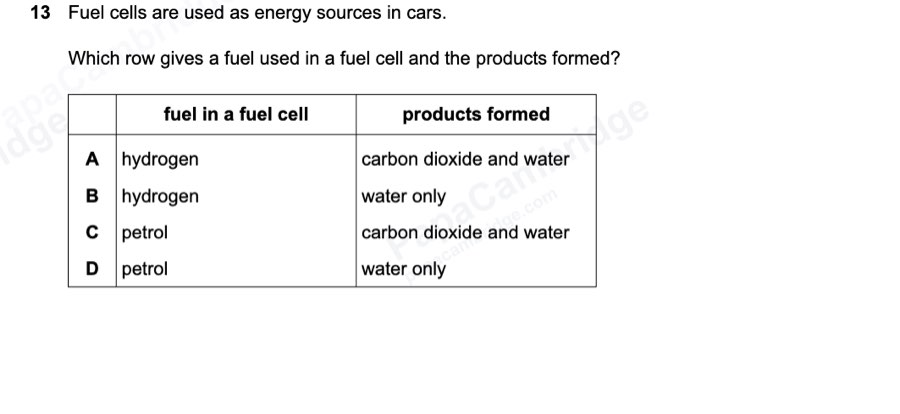 13 Fuel cells are used as energy sources in cars.
Which row gives a fuel used in a fuel cell and the products formed?
fuel in a fuel cell products formed
A hydrogen carbon dioxide and water
B hydrogen water only
C petrol carbon dioxide and water
D petrol water only
PapaCambridge